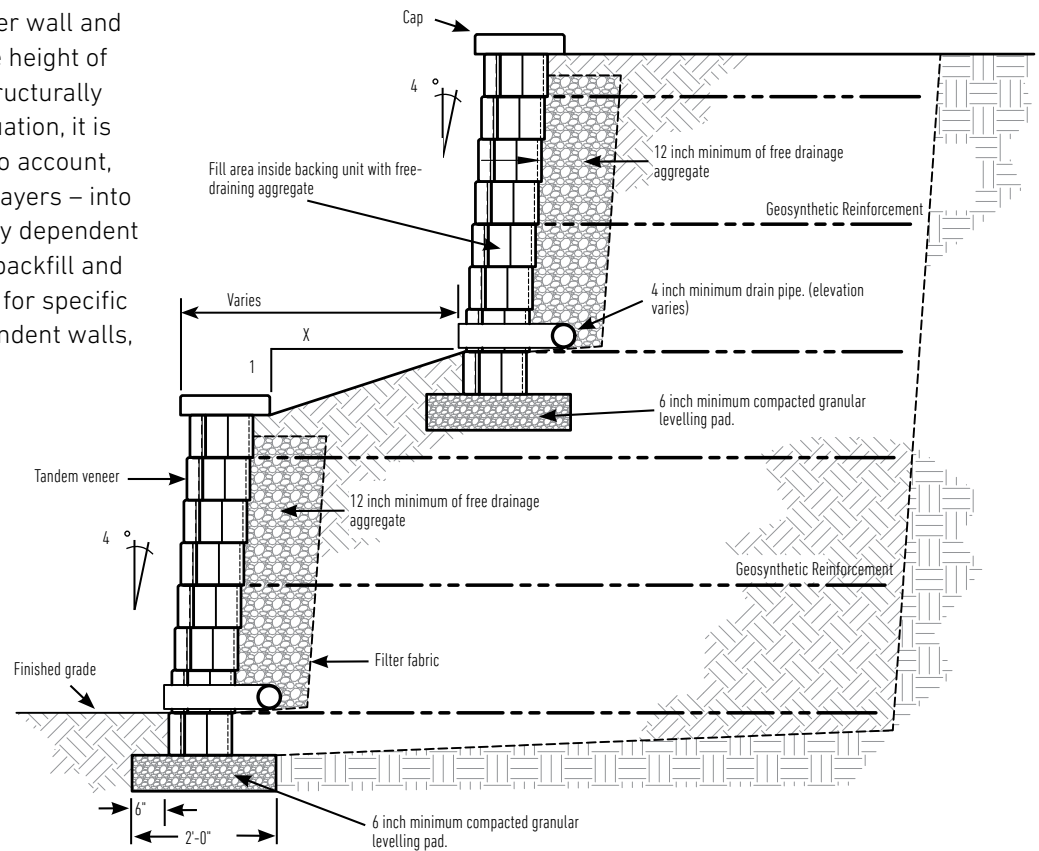 er wall and
e height of
ructurally
uation, it is
o account,
ayers – into
y dependent
backfill and
for specific
ndent walls,
Cap
4 °
Fill area inside backing unit with free-
draining aggregate
12 inch minimum of free drainage
aggregate
Geosynthetic Reinforcement
4 inch minimum drain pipe. (elevation
varies)
Varies
X
1
6 inch minimum compacted granular
levelling pad.
Tandem veneer
12 inch minimum of free drainage
aggregate
4 °
Geosynthetic Reinforcement
Filter fabric
Finished grade
6"
2'-0"
6 inch minimum compacted granular
levelling pad.